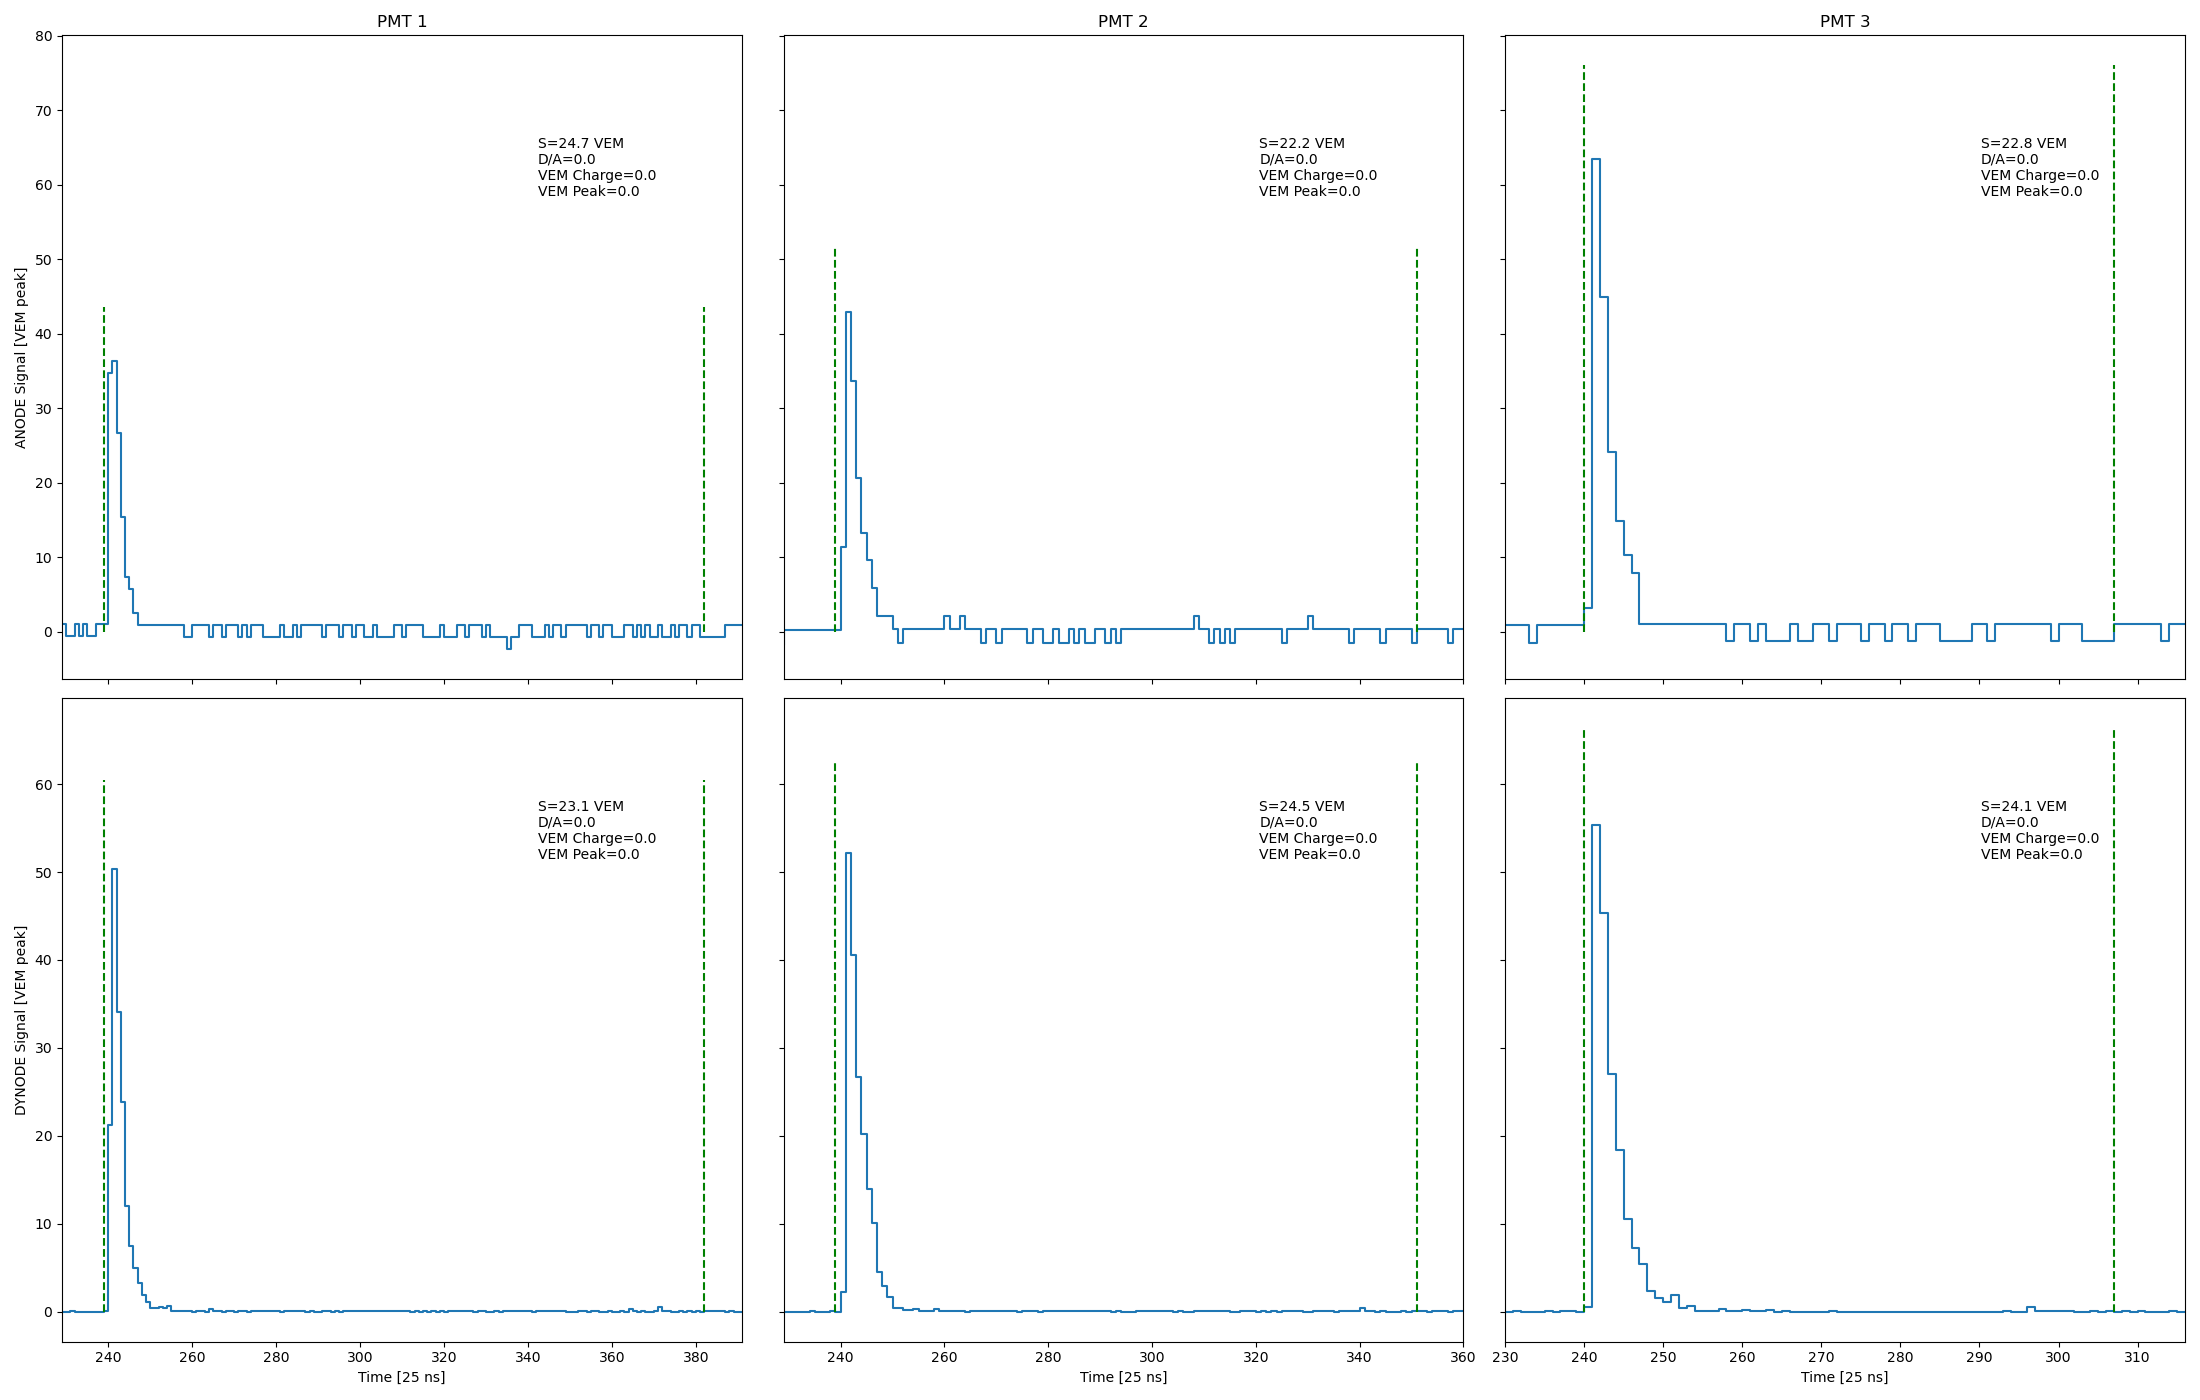 PMT 1
PMT 2
PMT 3
80
70
60
50
40
30
20
10
0
ANODE Signal [VEM peak]
S=24.7 VEM
D/A=0.0
VEM Charge=0.0
VEM Peak=0.0
S=22.2 VEM
D/A=0.0
VEM Charge=0.0
VEM Peak=0.0
S=22.8 VEM
D/A=0.0
VEM Charge=0.0
VEM Peak=0.0
60
50
40
30
20
10
0
DYNODE Signal [VEM peak]
S=23.1 VEM
D/A=0.0
VEM Charge=0.0
VEM Peak=0.0
S=24.5 VEM
D/A=0.0
VEM Charge=0.0
VEM Peak=0.0
S=24.1 VEM
D/A=0.0
VEM Charge=0.0
VEM Peak=0.0
240 260 280 300 320 340 360 380
Time [25 ns]
240 260 280 300 320 340 360
Time [25 ns]
230 240 250 260 270 280 290 300 310
Time [25 ns]